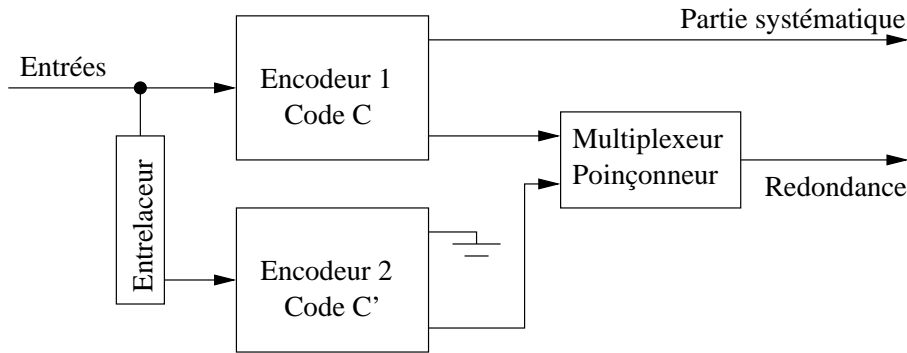 Partie systématique
Entrées
Encodeur 1
Code C
Multiplexeur
Poinçonneur
Redondance
Entrelaceur
Encodeur 2
Code C’